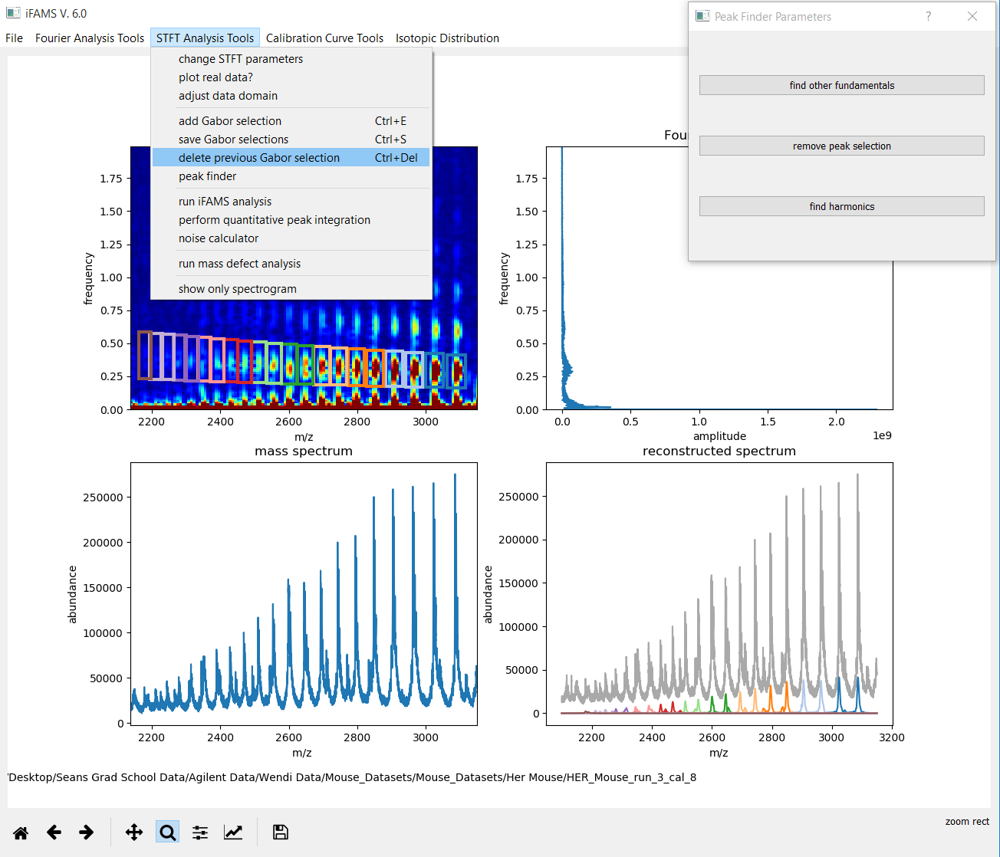 iFAMS V. 6.0
File Fourier Analysis Tools STFT Analysis Tools Calibration Curve Tools Isotopic Distribution
change STFT parameters
plot real data?
adjust data domain
add Gabor selection Ctrl+E
save Gabor selections Ctrl+S
delete previous Gabor selection Ctrl+Del
peak finder
run iFAMS analysis
perform quantitative peak integration
noise calculator
run mass defect analysis
show only spectrogram
Peak Finder Parameters ?
find other fundamentals
remove peak selection
find harmonics
frequency
1.75
1.50
1.25
1.00
0.75
0.50
0.25
0.00
2200 2400 2600 2800 3000
m/z
Four
frequency
1.75
1.50
1.25
1.00
0.75
0.50
0.25
0.00
0.0 0.5 1.0 1.5 2.0
1e9
amplitude
mass spectrum
abundance
250000
200000
150000
100000
50000
0
2200 2400 2600 2800 3000
m/z
reconstructed spectrum
abundance
250000
200000
150000
100000
50000
0
2200 2400 2600 2800 3000 3200
m/z
/Desktop/Seans Grad School Data/Agilent Data/Wendi Data/Mouse_Datasets/Mouse_Datasets/Her Mouse/HER_Mouse_run_3_cal_8
zoom rect